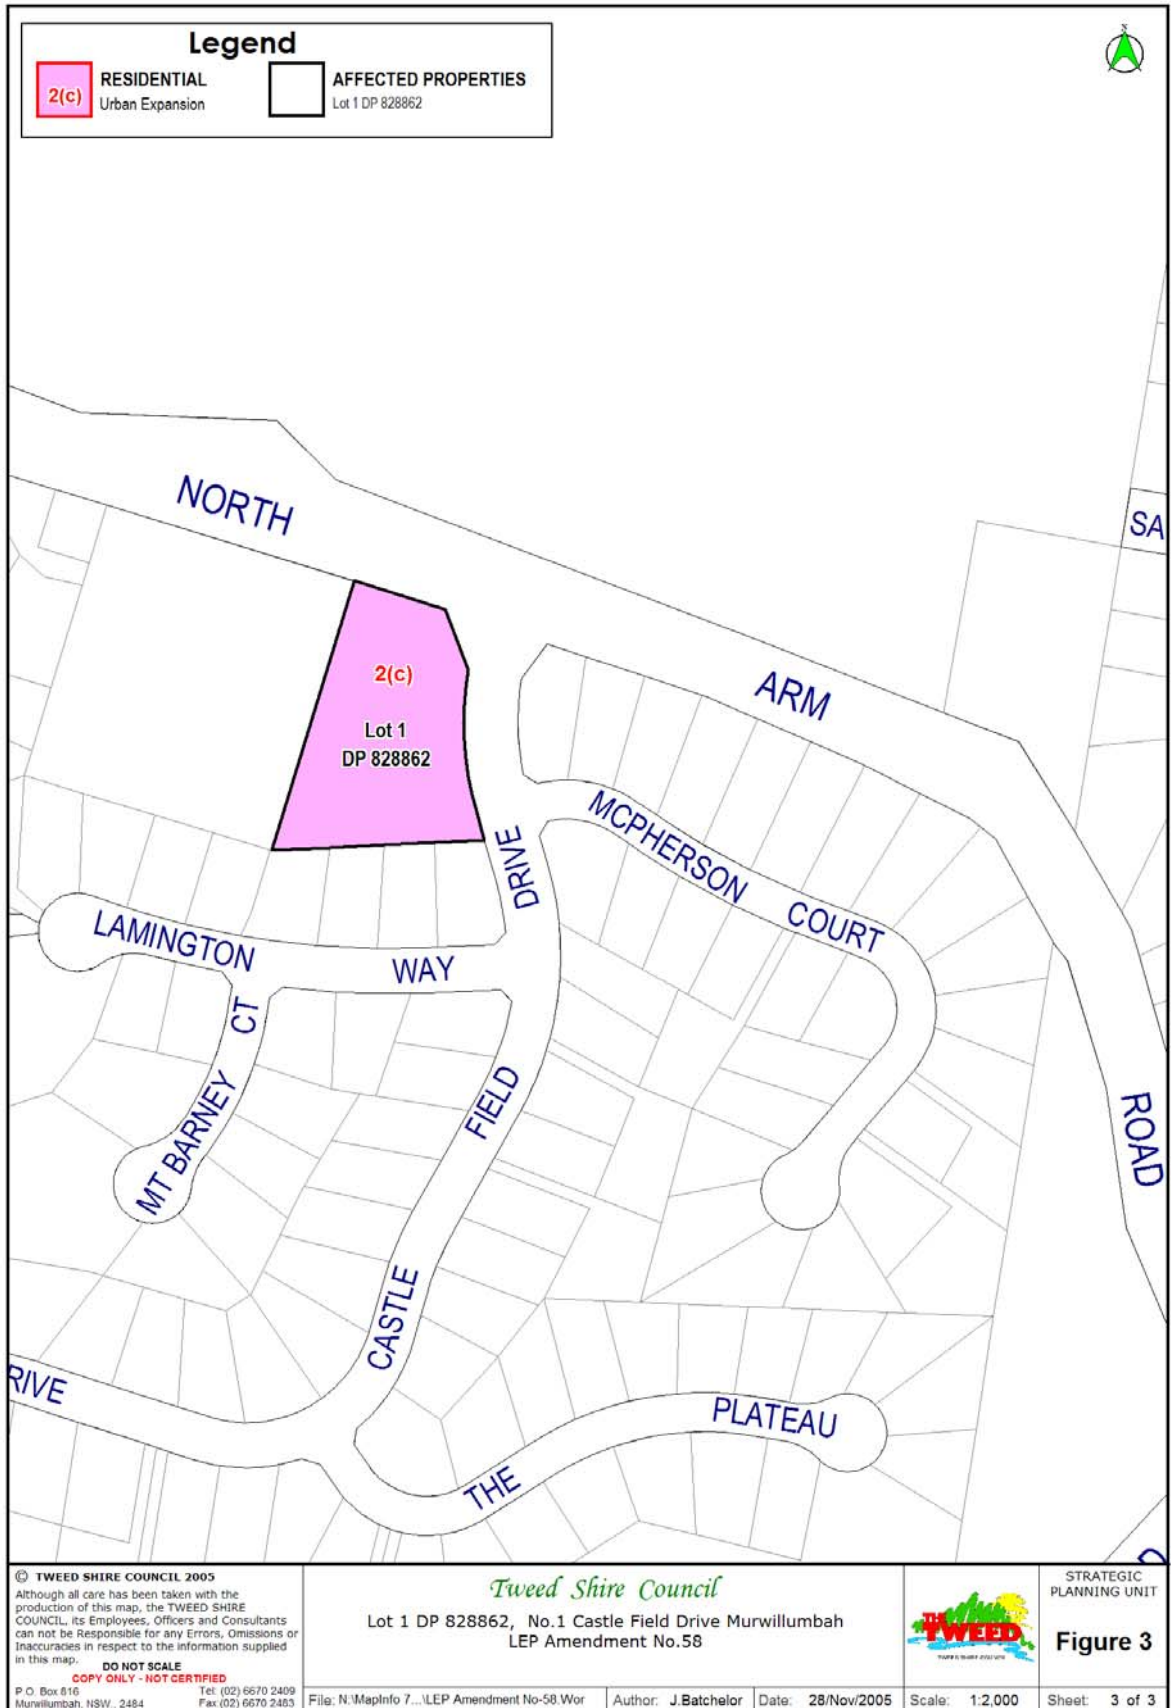 Legend
2(c)
RESIDENTIAL
Urban Expansion
AFFECTED PROPERTIES
Lot 1 DP 828862
N
NORTH
SA
ARM
2(c)
Lot 1
DP 828862
MCPHERSON
COURT
DRIVE
LAMINGTON
WAY
CT
MT BARNEY
FIELD
ROAD
CASTLE
RIVE
PLATEAU
THE
© TWEED SHIRE COUNCIL 2005
Although all care has been taken with the
production of this map, the TWEED SHIRE
COUNCIL, its Employees, Officers and Consultants
can not be Responsible for any Errors, Omissions or
Inaccuracies in respect to the information supplied
in this map.
DO NOT SCALE
COPY ONLY - NOT CERTIFIED
P.O. Box 816
Murwillumbah, NSW., 2484
Tel: (02) 6670 2409
Fax (02) 6670 2483
Tweed Shire Council
Lot 1 DP 828862, No.1 Castle Field Drive Murwillumbah
LEP Amendment No.58
File: N:\MapInfo 7...\LEP Amendment No-58.Wor
Author: J.Batchelor
Date: 28/Nov/2005
THE
TWEED
Scale: 1:2,000
STRATEGIC
PLANNING UNIT
Figure 3
Sheet: 3 of 3